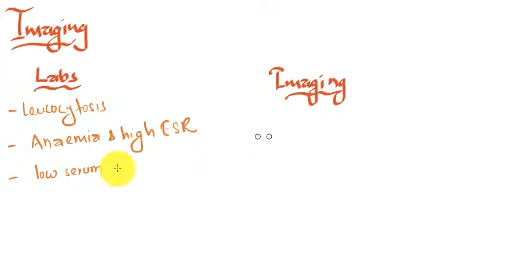 Imaging
Labs
- Leucocytosis
- Anaemia & high ESR
- low serum
Imaging